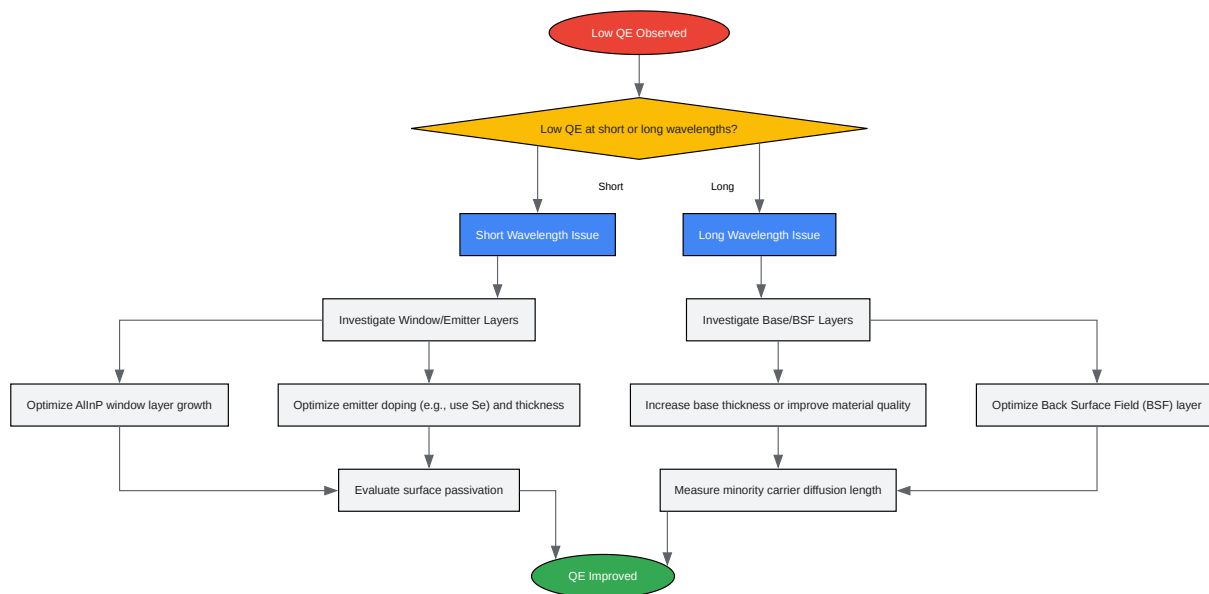 Low QE Observed
Low QE at short or long wavelengths?
Short
Long
Short Wavelength Issue
Long Wavelength Issue
Investigate Window/Emitter Layers
Investigate Base/BSF Layers
Optimize AlInP window layer growth
Optimize emitter doping (e.g., use Se) and thickness
Increase base thickness or improve material quality
Optimize Back Surface Field (BSF) layer
Evaluate surface passivation
Measure minority carrier diffusion length
QE Improved